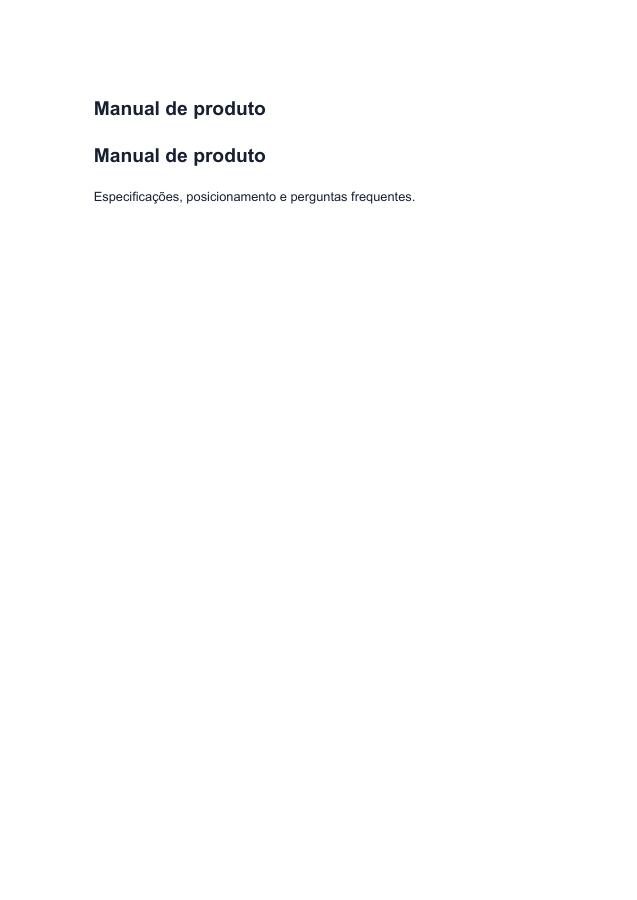 Manual de produto
Manual de produto
Especificações, posicionamento e perguntas frequentes.